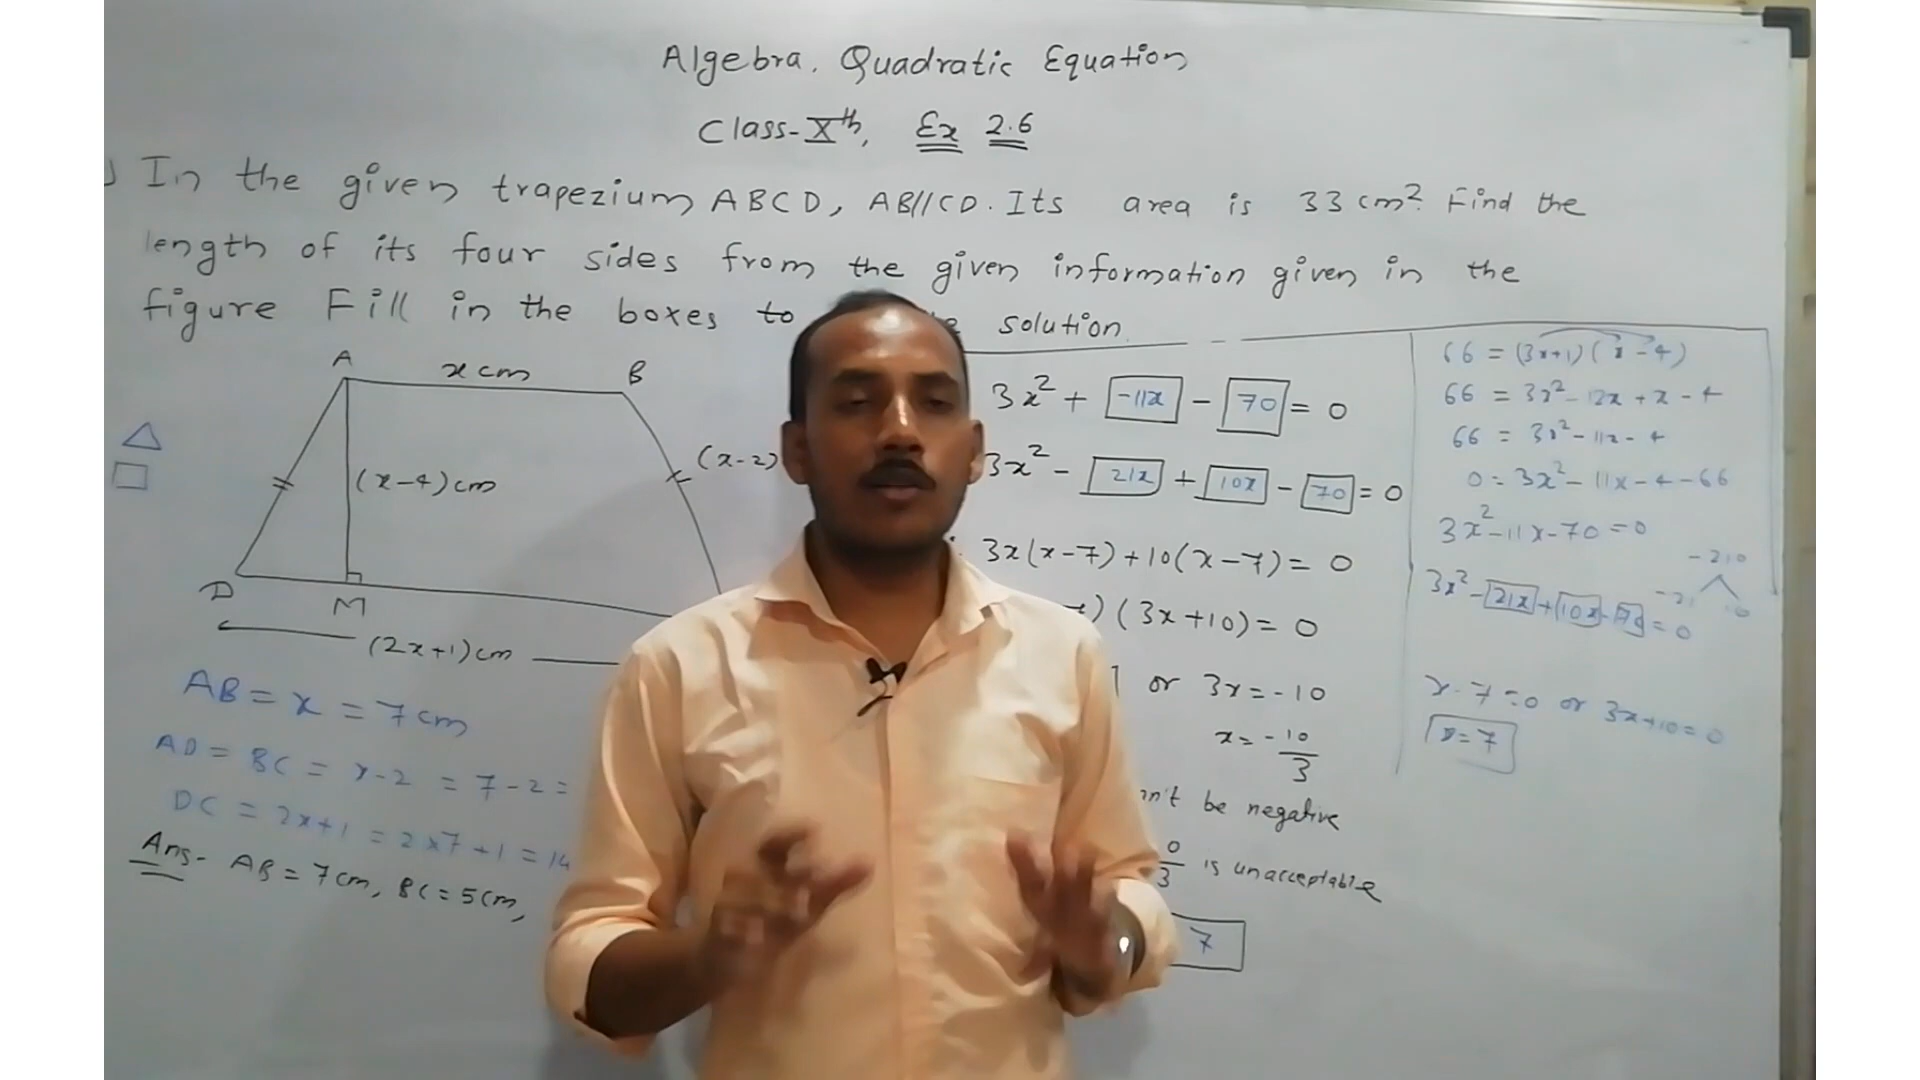 Algebra. Quadratic Equation
Class-Xth, Ex 2.6
) In the given trapezium ABCD, AB//CD. Its area is 33 cm². Find the
length of its four sides from the given information given in the
figure Fill in the boxes to solution.
A x cm B
(x-2)
(x-4) cm
D M
(2x+1) cm
AB = x = 7 cm
AD = BC = x-2 = 7-2 =
DC = 2x+1 = 2x7+1 = 14
Ans- AB = 7 cm, BC = 5 cm,
3x² + -11x - 70 = 0
3x² - 21x + 10x - 70 = 0
3x(x-7) + 10(x-7) = 0
) (3x+10) = 0
or 3x = -10
x = -10/3
be negative
is unacceptable
7
66 = (3x+1) (x-4)
66 = 3x² - 12x + x - 4
66 = 3x² - 11x - 4
0 = 3x² - 11x - 4 - 66
3x² - 11x - 70 = 0
-210
-21 10
3x² - 21x + 10x - 70 = 0
x-7 = 0 or 3x+10 = 0
x = 7